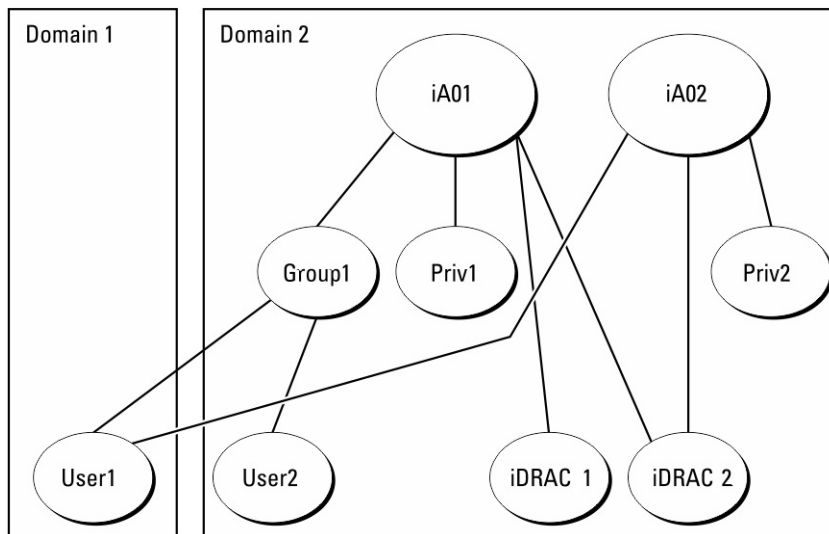 Domain 1
Domain 2
iA01
iA02
Group1
Priv1
Priv2
User1
User2
iDRAC 1
iDRAC 2